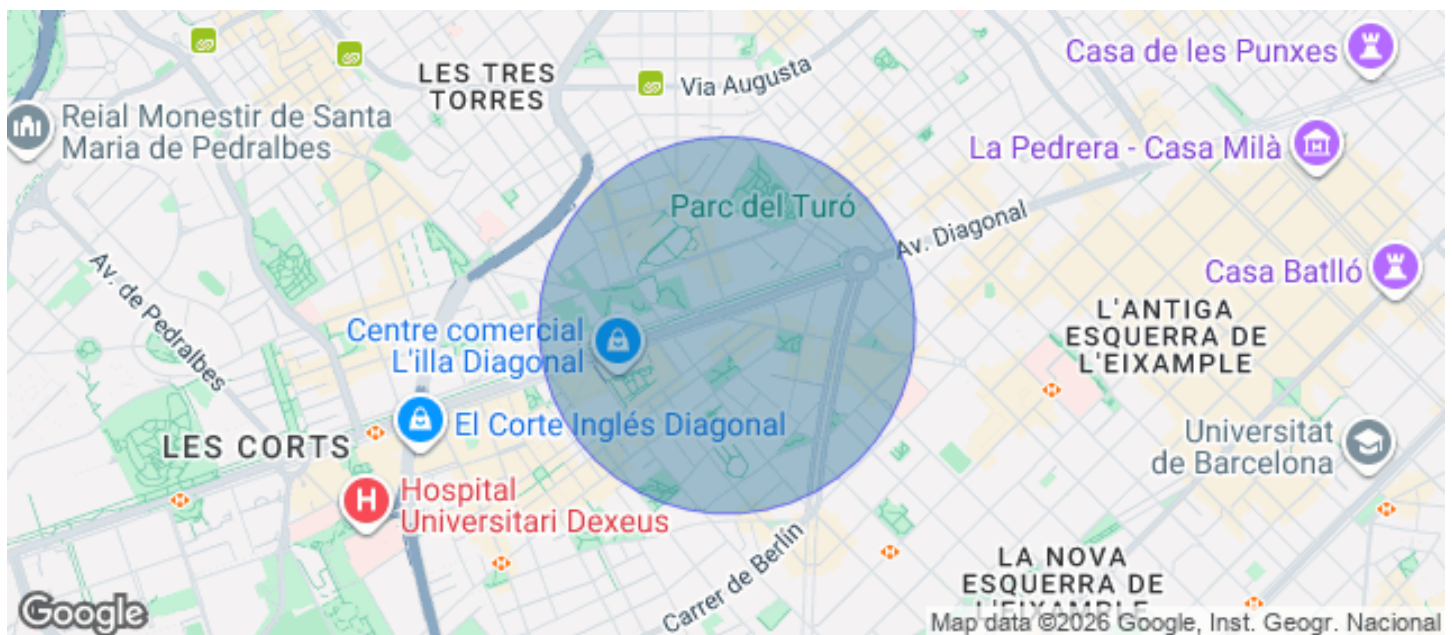 Casa de les Punxes
LES TRES
TORRES
Via Augusta
Reial Monestir de Santa
Maria de Pedralbes
La Pedrera - Casa Milà
Parc del Turó
Av. Diagonal
Av. de Pedralbes
Casa Batlló
L'ANTIGA
ESQUERRA DE
L'EIXAMPLE
Centre comercial
L'illa Diagonal
El Corte Inglés Diagonal
LES CORTS
Universitat
de Barcelona
H
Hospital
Universitari Dexeus
Carrer de Berlín
LA NOVA
ESQUERRA DE
L'EIXAMPLE
Google
Map data ©2026 Google, Inst. Geogr. Nacional